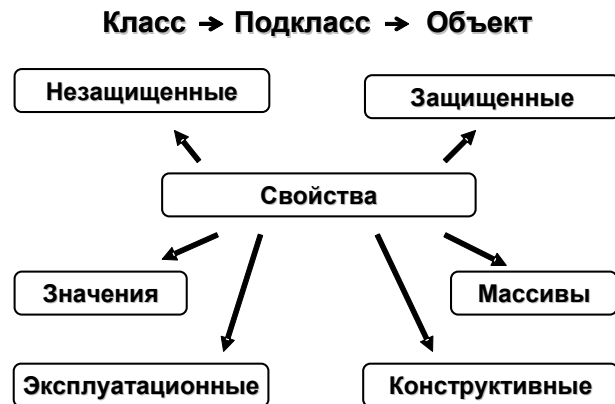 Класс → Подкласс → Объект
Незащищенные
Защищенные
Свойства
Значения
Массивы
Эксплуатационные
Конструктивные